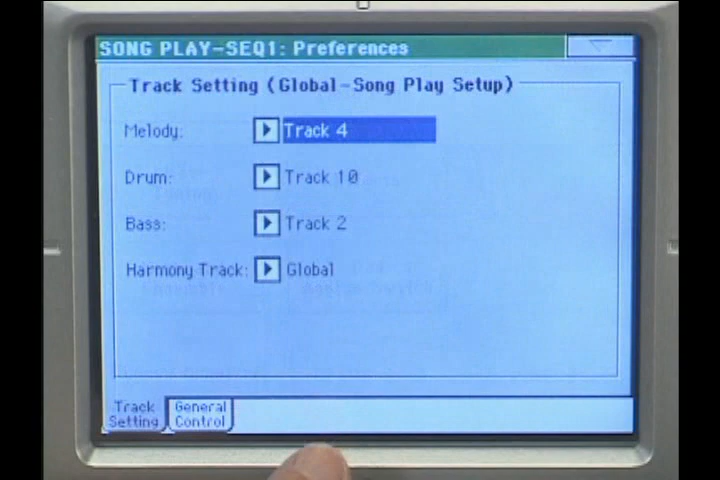 SONG PLAY-SEQ1: Preferences
Track Setting (Global-Song Play Setup)
Melody: Track 4
Drum: Track 10
Bass: Track 2
Harmony Track: Global
Track Setting
General Control